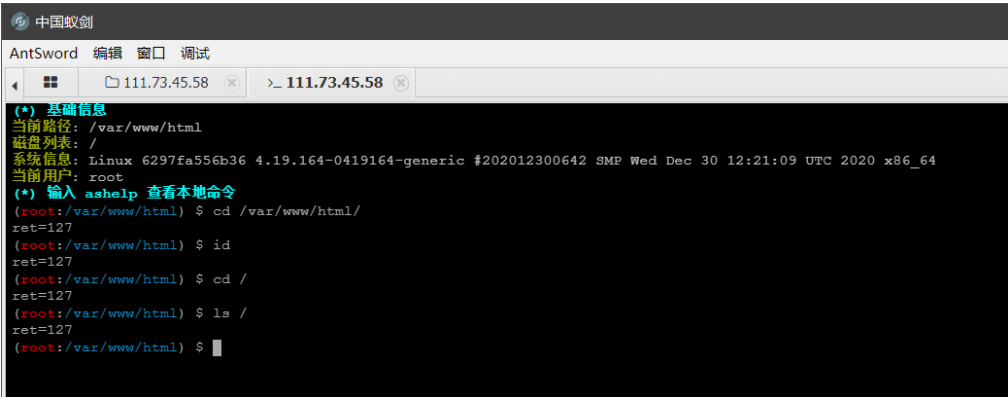 中国蚁剑
AntSword 编辑 窗口 调试
111.73.45.58 >_ 111.73.45.58
(*) 基础信息
当前路径: /var/www/html
磁盘列表: /
系统信息: Linux 6297fa556b36 4.19.164-0419164-generic #202012300642 SMP Wed Dec 30 12:21:09 UTC 2020 x86_64
当前用户: root
(*) 输入 ashelp 查看本地命令
(root:/var/www/html) $ cd /var/www/html/
ret=127
(root:/var/www/html) $ id
ret=127
(root:/var/www/html) $ cd /
ret=127
(root:/var/www/html) $ ls /
ret=127
(root:/var/www/html) $